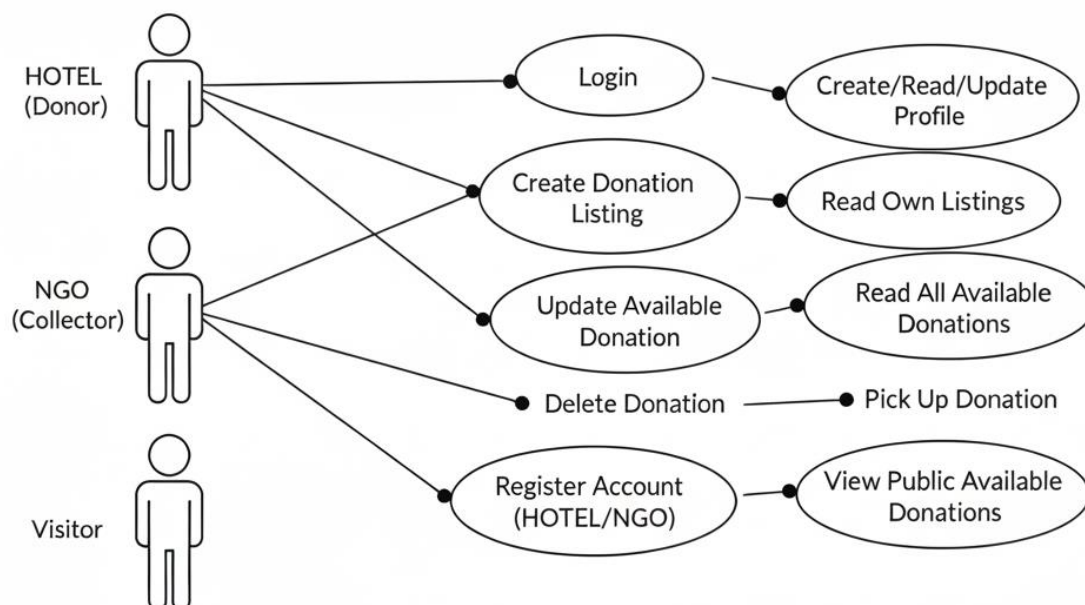 HOTEL
(Donor)
Login
Create/Read/Update
Profile
Create Donation
Listing
Read Own Listings
NGO
(Collector)
Update Available
Donation
Read All Available
Donations
Delete Donation
Pick Up Donation
Visitor
Register Account
(HOTEL/NGO)
View Public Available
Donations